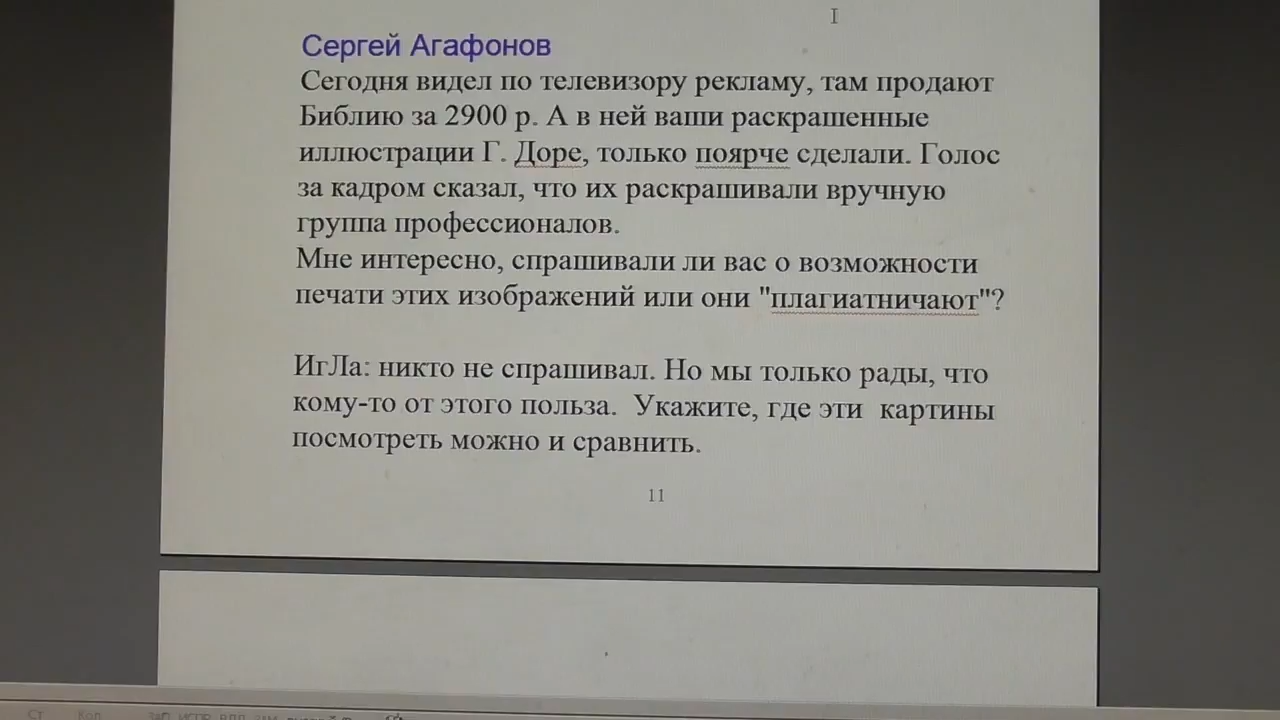 Сергей Агафонов
Сегодня видел по телевизору рекламу, там продают
Библию за 2900 р. А в ней ваши раскрашенные
иллюстрации Г. Доре, только поярче сделали. Голос
за кадром сказал, что их раскрашивали вручную
группа профессионалов.
Мне интересно, спрашивали ли вас о возможности
печати этих изображений или они "плагиатничают"?
ИгЛа: никто не спрашивал. Но мы только рады, что
кому-то от этого польза.  Укажите, где эти  картины
посмотреть можно и сравнить.
11
Ст Кол